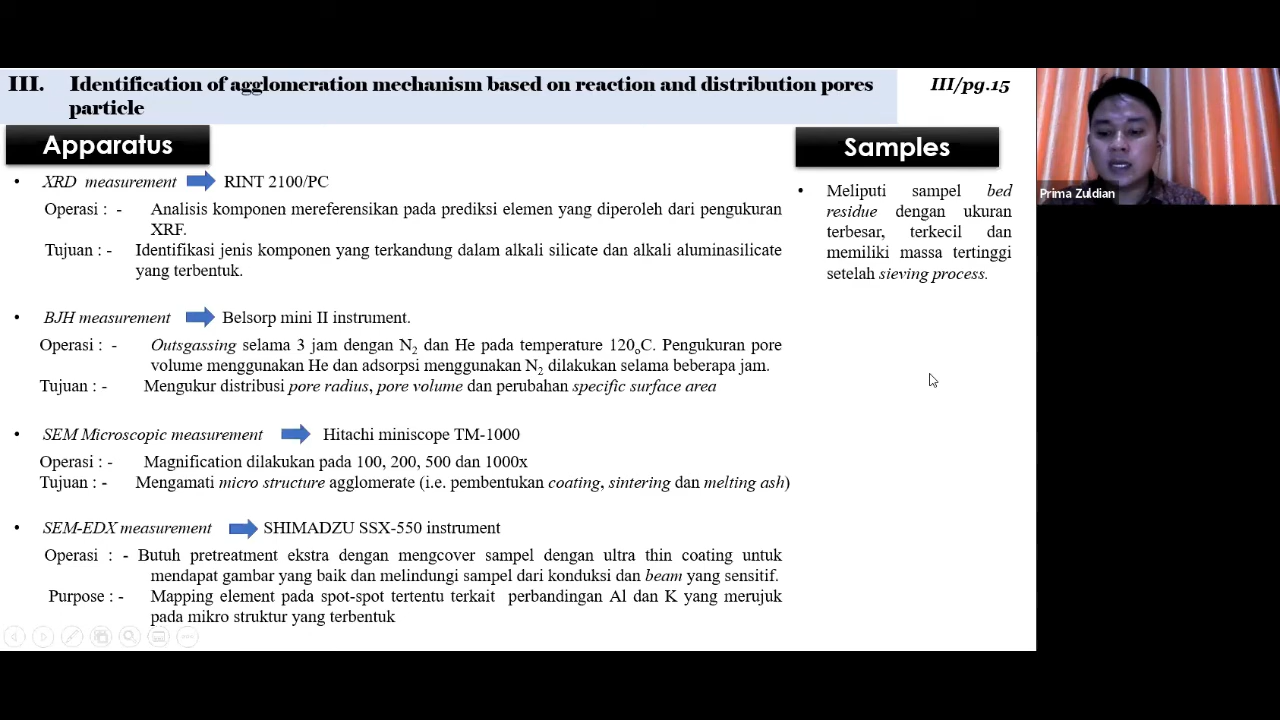 III. Identification of agglomeration mechanism based on reaction and distribution pores
particle
III/pg.15
Apparatus
• XRD measurement RINT 2100/PC
Operasi : - Analisis komponen mereferensikan pada prediksi elemen yang diperoleh dari pengukuran
XRF.
Tujuan : - Identifikasi jenis komponen yang terkandung dalam alkali silicate dan alkali aluminasilicate
yang terbentuk.
• BJH measurement Belsorp mini II instrument.
Operasi : - Outsgassing selama 3 jam dengan N2 dan He pada temperature 120oC. Pengukuran pore
volume menggunakan He dan adsorpsi menggunakan N2 dilakukan selama beberapa jam.
Tujuan : - Mengukur distribusi pore radius, pore volume dan perubahan specific surface area
• SEM Microscopic measurement Hitachi miniscope TM-1000
Operasi : - Magnification dilakukan pada 100, 200, 500 dan 1000x
Tujuan : - Mengamati micro structure agglomerate (i.e. pembentukan coating, sintering dan melting ash)
• SEM-EDX measurement SHIMADZU SSX-550 instrument
Operasi : - Butuh pretreatment ekstra dengan mengcover sampel dengan ultra thin coating untuk
mendapat gambar yang baik dan melindungi sampel dari konduksi dan beam yang sensitif.
Purpose : - Mapping element pada spot-spot tertentu terkait perbandingan Al dan K yang merujuk
pada mikro struktur yang terbentuk
Samples
• Meliputi sampel bed
residue dengan ukuran
terbesar, terkecil dan
memiliki massa tertinggi
setelah sieving process.
Prima Zuldian